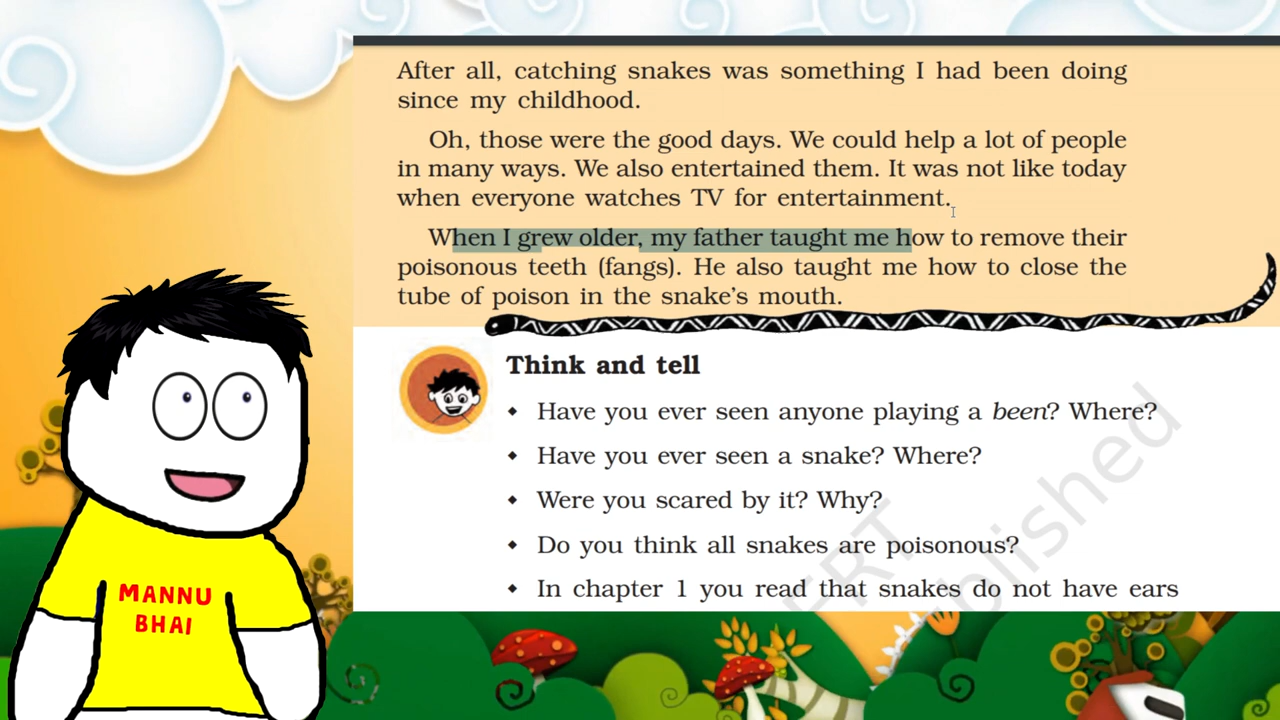 After all, catching snakes was something I had been doing
since my childhood.
Oh, those were the good days. We could help a lot of people
in many ways. We also entertained them. It was not like today
when everyone watches TV for entertainment.
When I grew older, my father taught me how to remove their
poisonous teeth (fangs). He also taught me how to close the
tube of poison in the snake's mouth.
Think and tell
• Have you ever seen anyone playing a been? Where?
• Have you ever seen a snake? Where?
• Were you scared by it? Why?
• Do you think all snakes are poisonous?
• In chapter 1 you read that snakes do not have ears
MANNU
BHAI